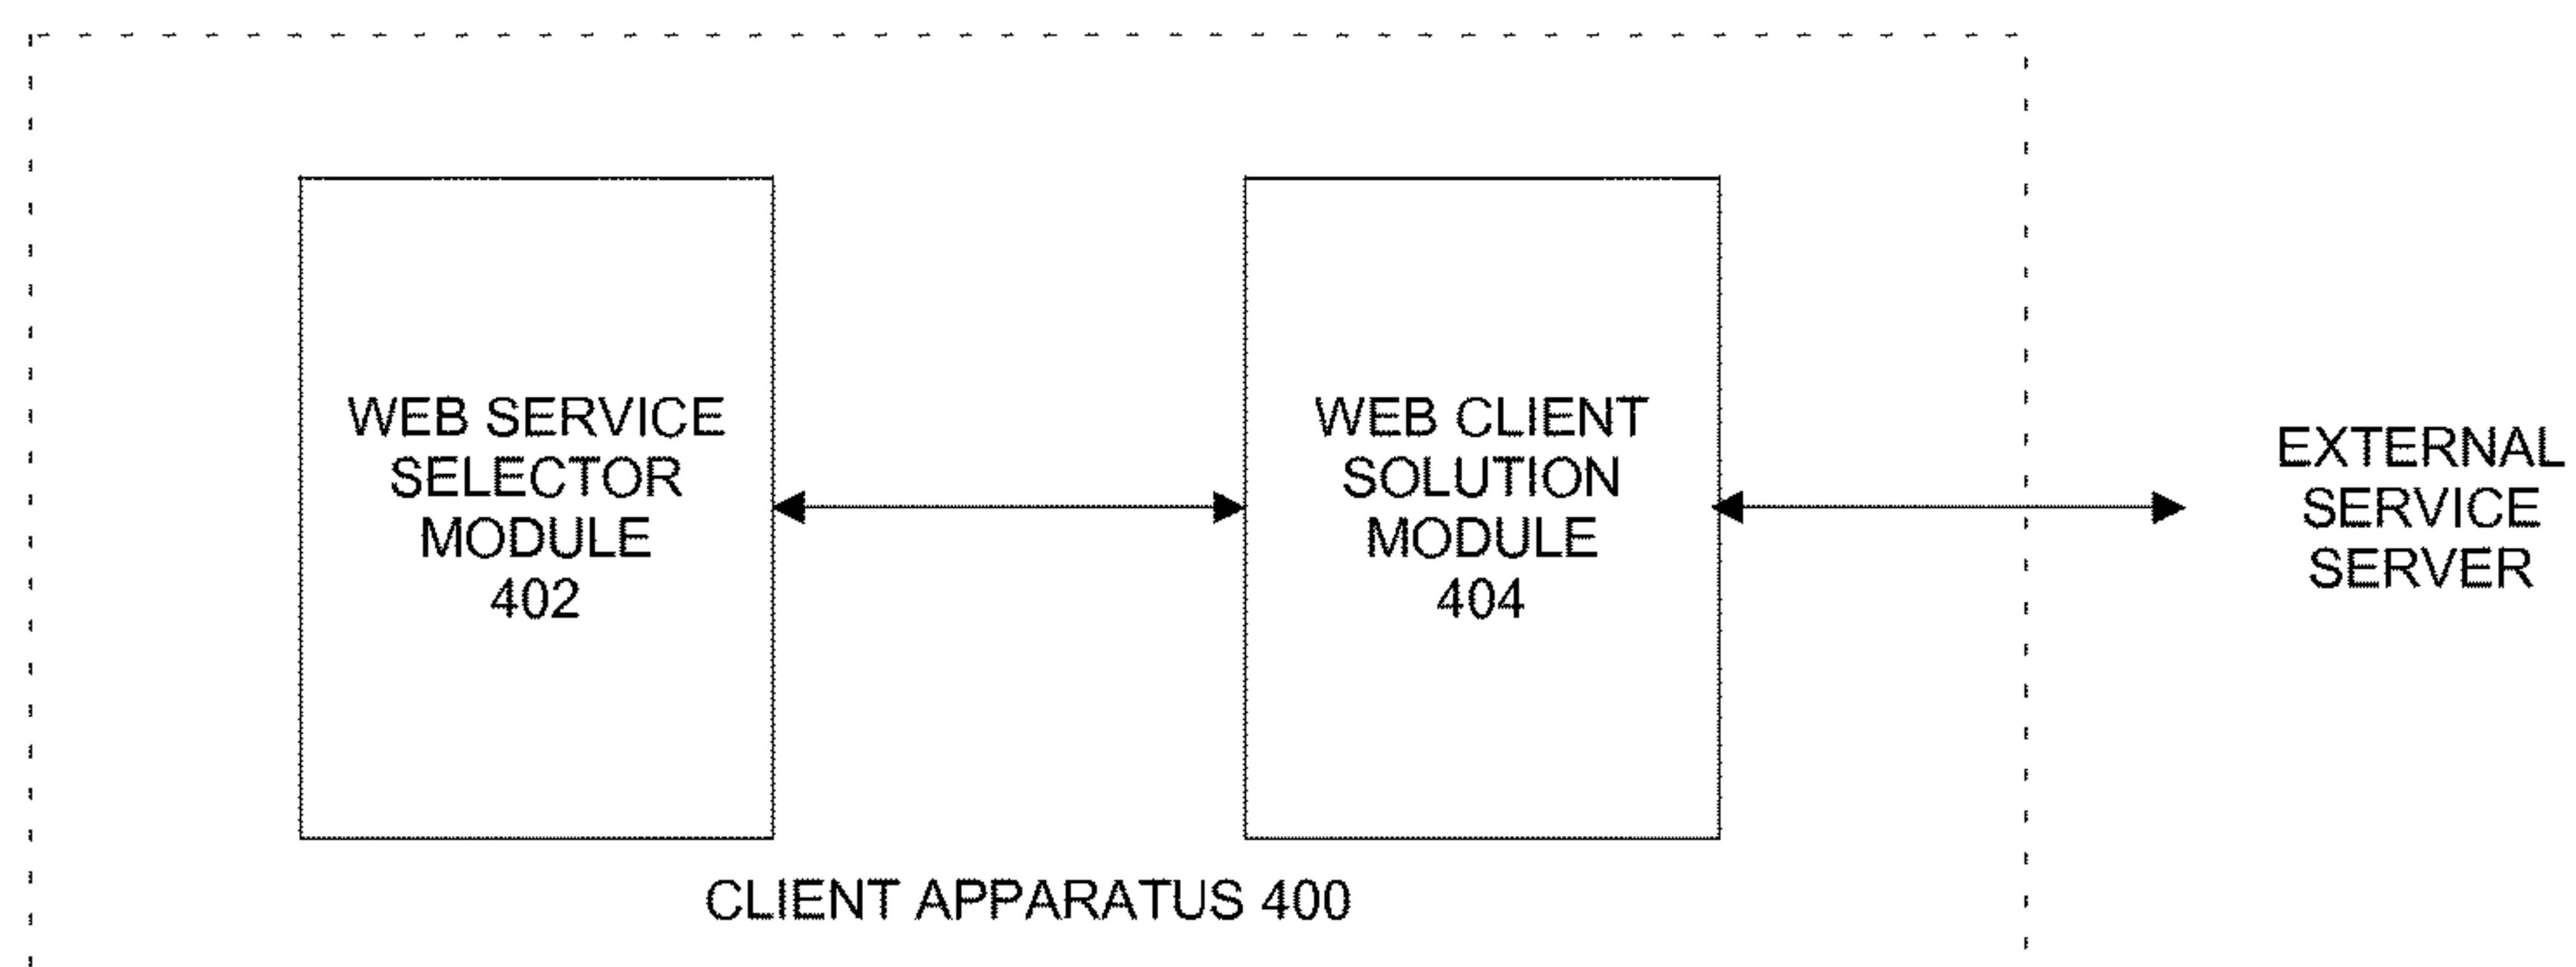 WEB SERVICE
SELECTOR
MODULE
402
WEB CLIENT
SOLUTION
MODULE
404
EXTERNAL
SERVICE
SERVER
CLIENT APPARATUS 400